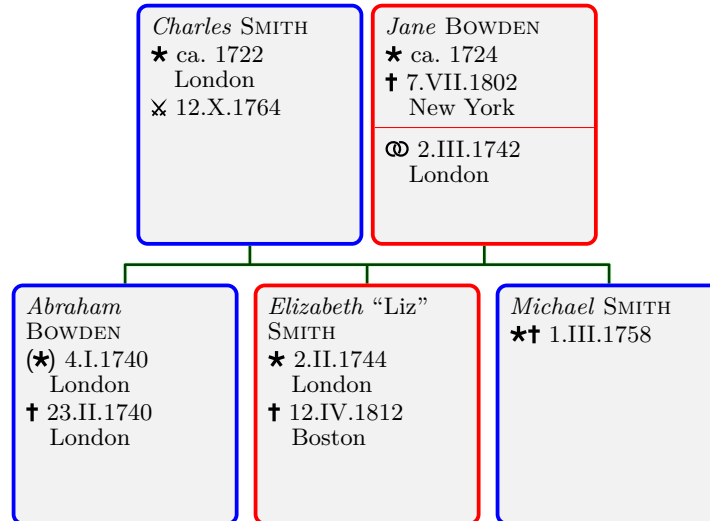 Charles SMITH
* ca. 1722
London
⚔ 12.X.1764
Jane BOWDEN
* ca. 1724
† 7.VII.1802
New York
⚭ 2.III.1742
London
Abraham
BOWDEN
(*) 4.I.1740
London
† 23.II.1740
London
Elizabeth “Liz”
SMITH
* 2.II.1744
London
† 12.IV.1812
Boston
Michael SMITH
*† 1.III.1758